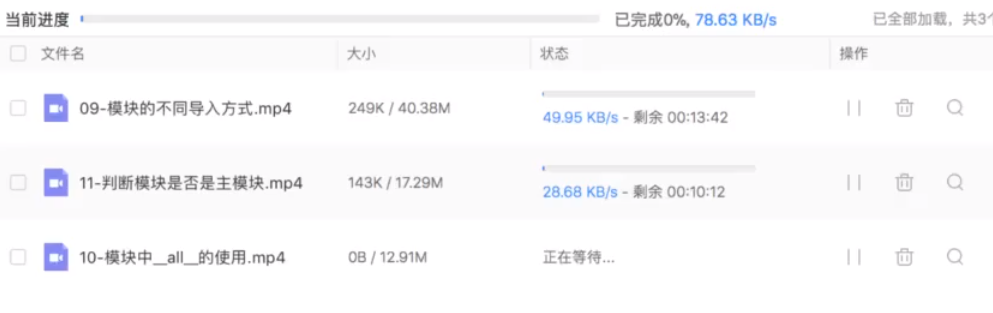 当前进度 已完成0%, 78.63 KB/s 已全部加载，共3个
文件名 大小 状态 操作
09-模块的不同导入方式.mp4 249K / 40.38M 49.95 KB/s - 剩余 00:13:42
11-判断模块是否是主模块.mp4 143K / 17.29M 28.68 KB/s - 剩余 00:10:12
10-模块中__all__的使用.mp4 0B / 12.91M 正在等待...